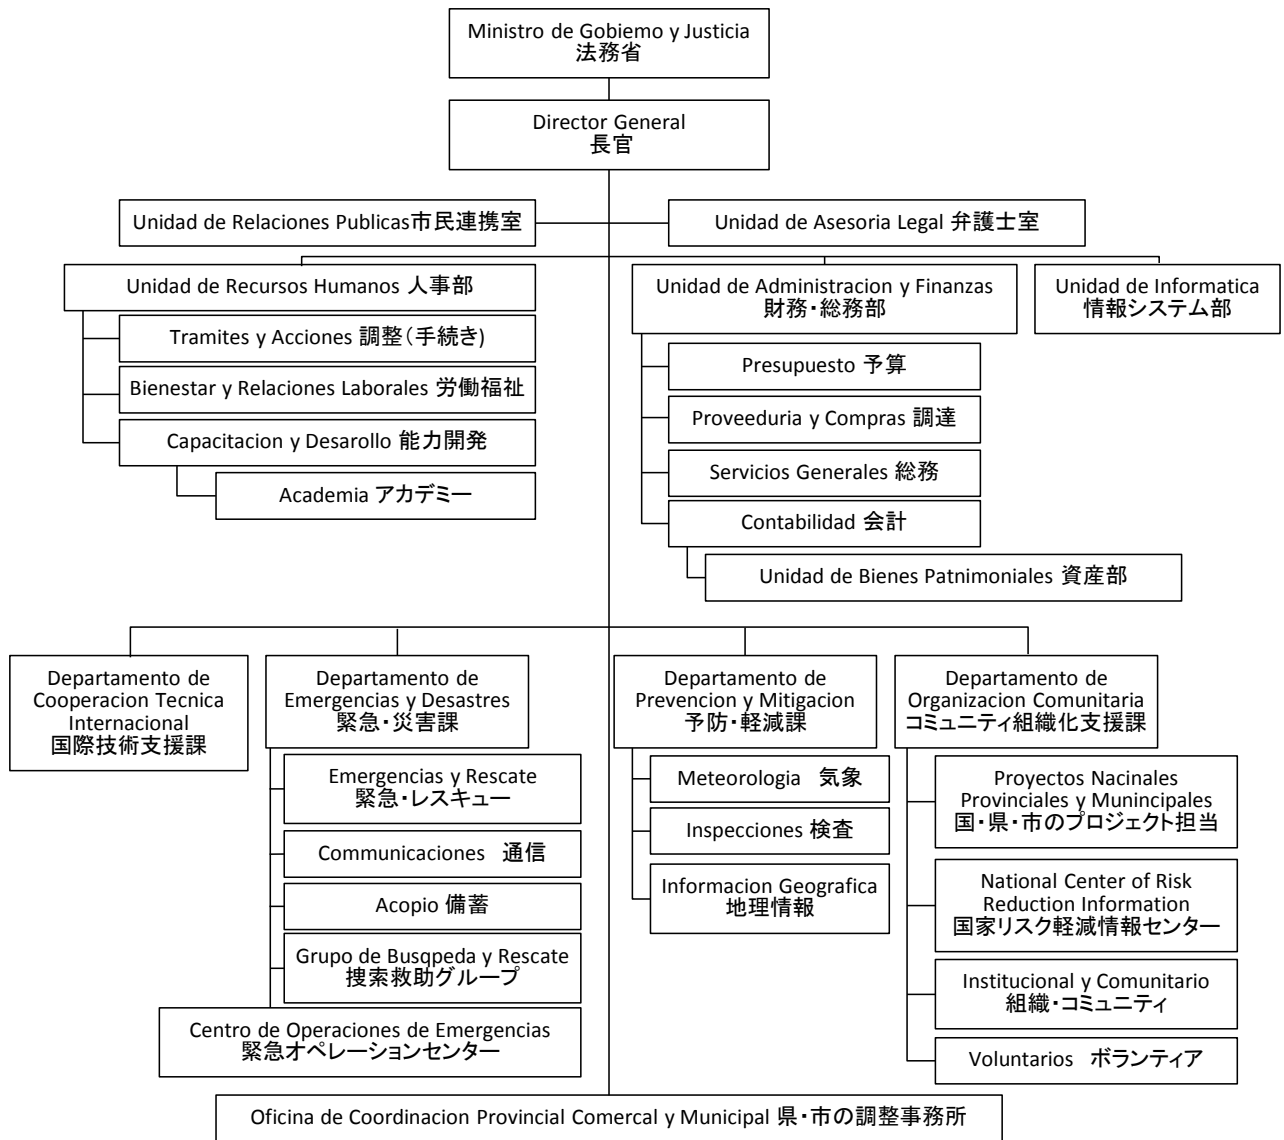 Ministro de Gobiemo y Justicia
法務省
Director General
長官
Unidad de Relaciones Publicas市民連携室
Unidad de Asesoria Legal 弁護士室
Unidad de Recursos Humanos 人事部
Unidad de Administracion y Finanzas
財務・総務部
Unidad de Informatica
情報システム部
Tramites y Acciones 調整(手続き)
Bienestar y Relaciones Laborales 労働福祉
Capacitacion y Desarollo 能力開発
Academia アカデミー
Presupuesto 予算
Proveeduria y Compras 調達
Servicios Generales 総務
Contabilidad 会計
Unidad de Bienes Patnimoniales 資産部
Departamento de
Cooperacion Tecnica
Internacional
国際技術支援課
Departamento de
Emergencias y Desastres
緊急・災害課
Emergencias y Rescate
緊急・レスキュー
Communicaciones 通信
Acopio 備蓄
Grupo de Busqpeda y Rescate
捜索救助グループ
Centro de Operaciones de Emergencias
緊急オペレーションセンター
Departamento de
Prevencion y Mitigacion
予防・軽減課
Meteorologia 気象
Inspecciones 検査
Informacion Geografica
地理情報
Departamento de
Organizacion Comunitaria
コミュニティ組織化支援課
Proyectos Nacinales
Provinciales y Munincipales
国・県・市のプロジェクト担当
National Center of Risk
Reduction Information
国家リスク軽減情報センター
Institucional y Comunitario
組織・コミュニティ
Voluntarios ボランティア
Oficina de Coordinacion Provincial Comercal y Municipal 県・市の調整事務所